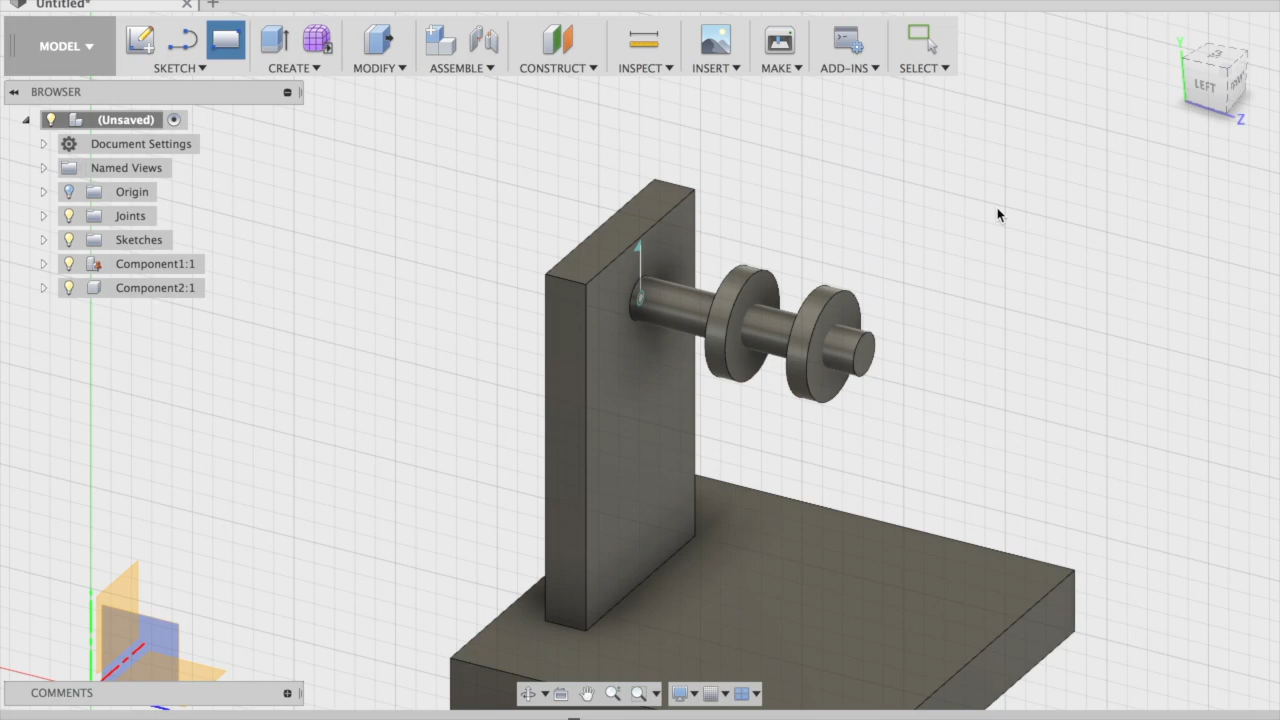 Untitled*
MODEL
SKETCH
CREATE
MODIFY
ASSEMBLE
CONSTRUCT
INSPECT
INSERT
MAKE
ADD-INS
SELECT
BROWSER
(Unsaved)
Document Settings
Named Views
Origin
Joints
Sketches
Component1:1
Component2:1
COMMENTS
Y
LEFT
Z